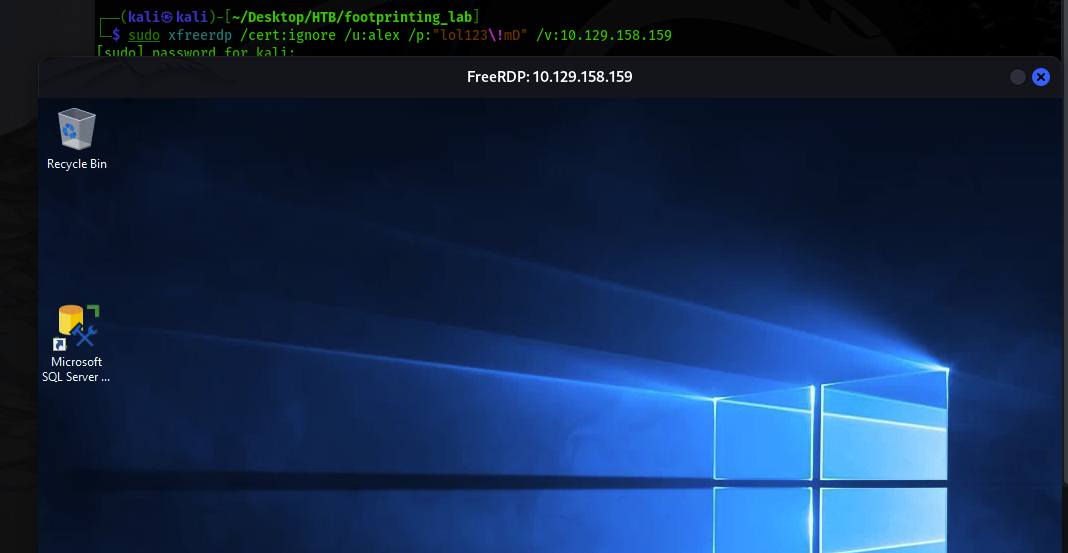 ┌──(kali㉿kali)-[~/Desktop/HTB/footprinting_lab]
└─$ sudo xfreerdp /cert:ignore /u:alex /p:"lol123\!mD" /v:10.129.158.159
[sudo] password for kali:
FreeRDP: 10.129.158.159
Recycle Bin
Microsoft
SQL Server ...